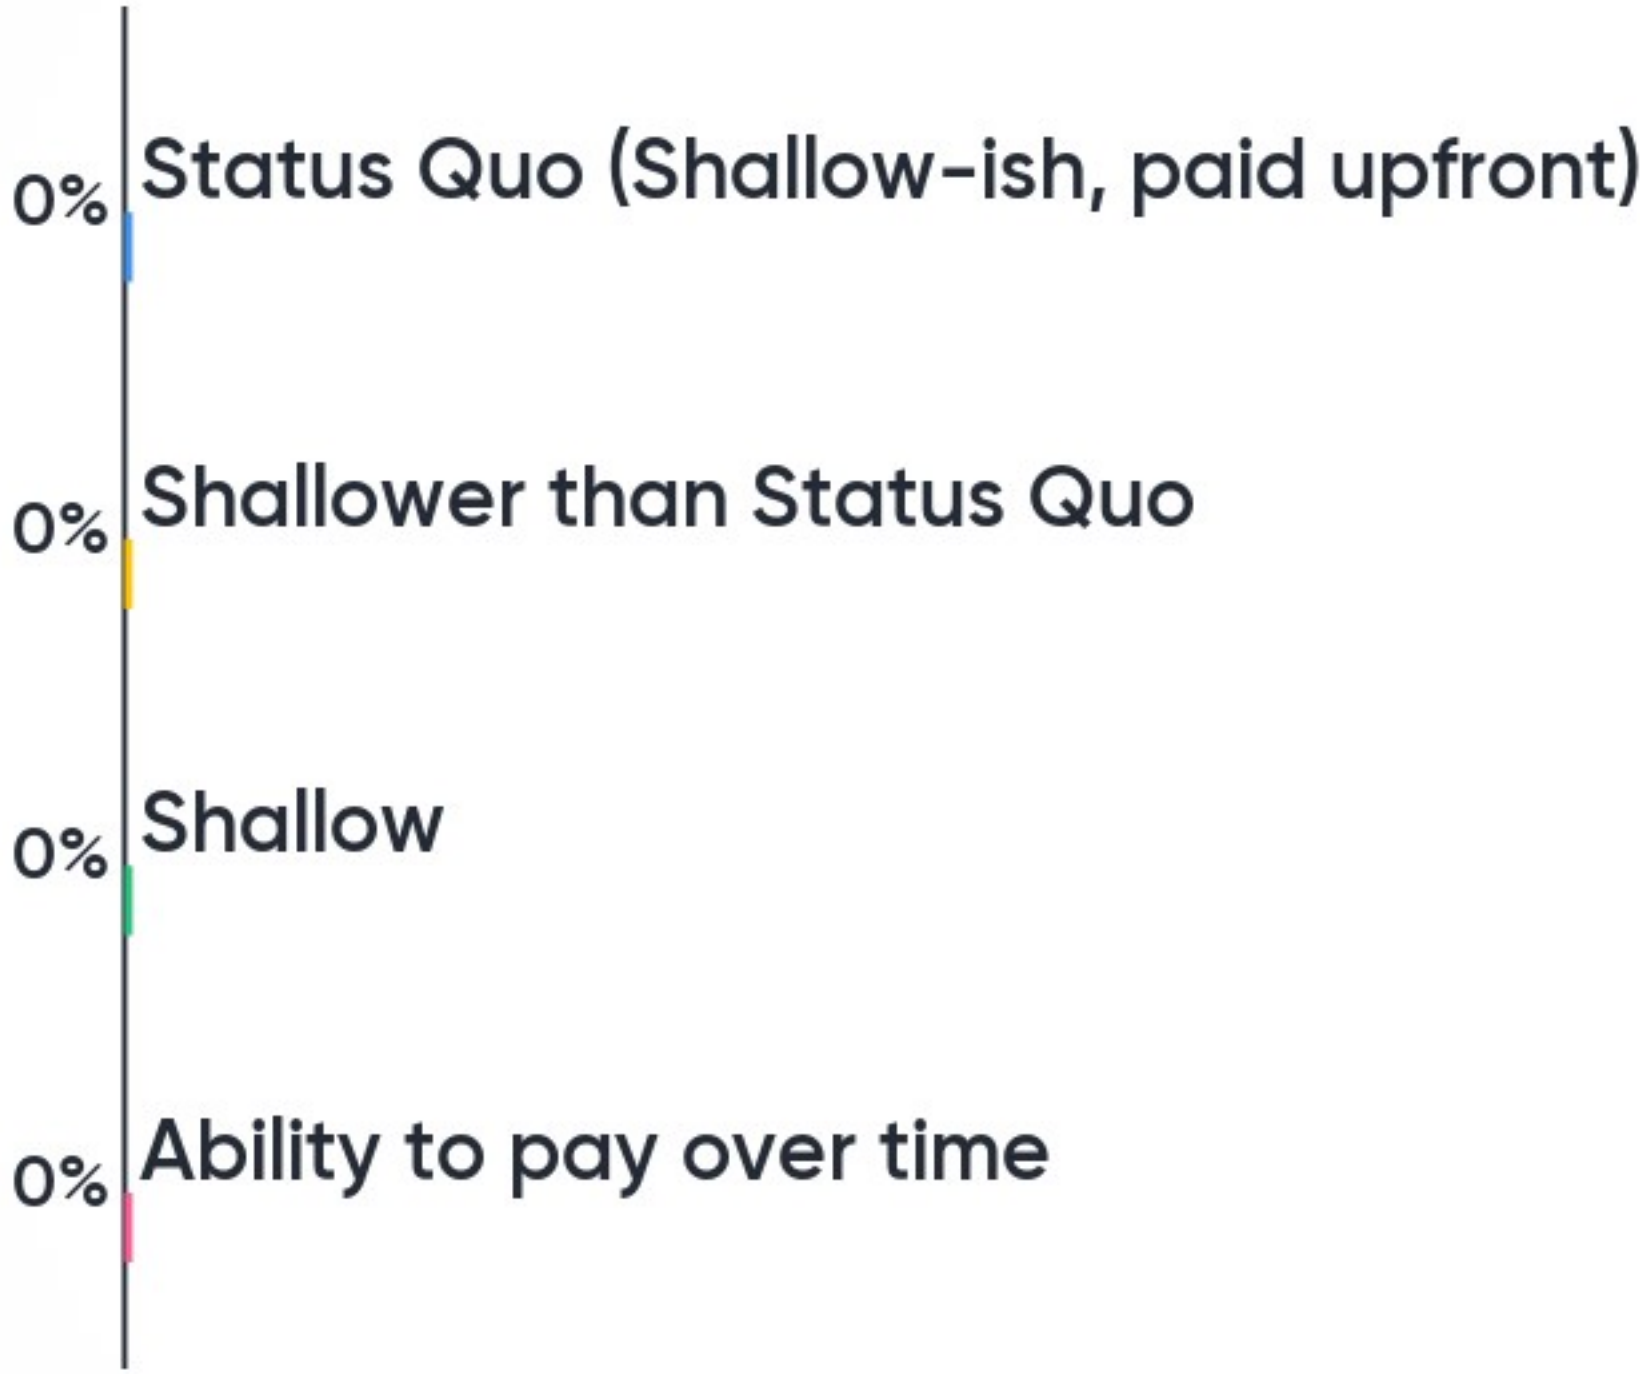 Status Quo (Shallow-ish, paid upfront)
0%
Shallower than Status Quo
0%
Shallow
0%
Ability to pay over time
0%